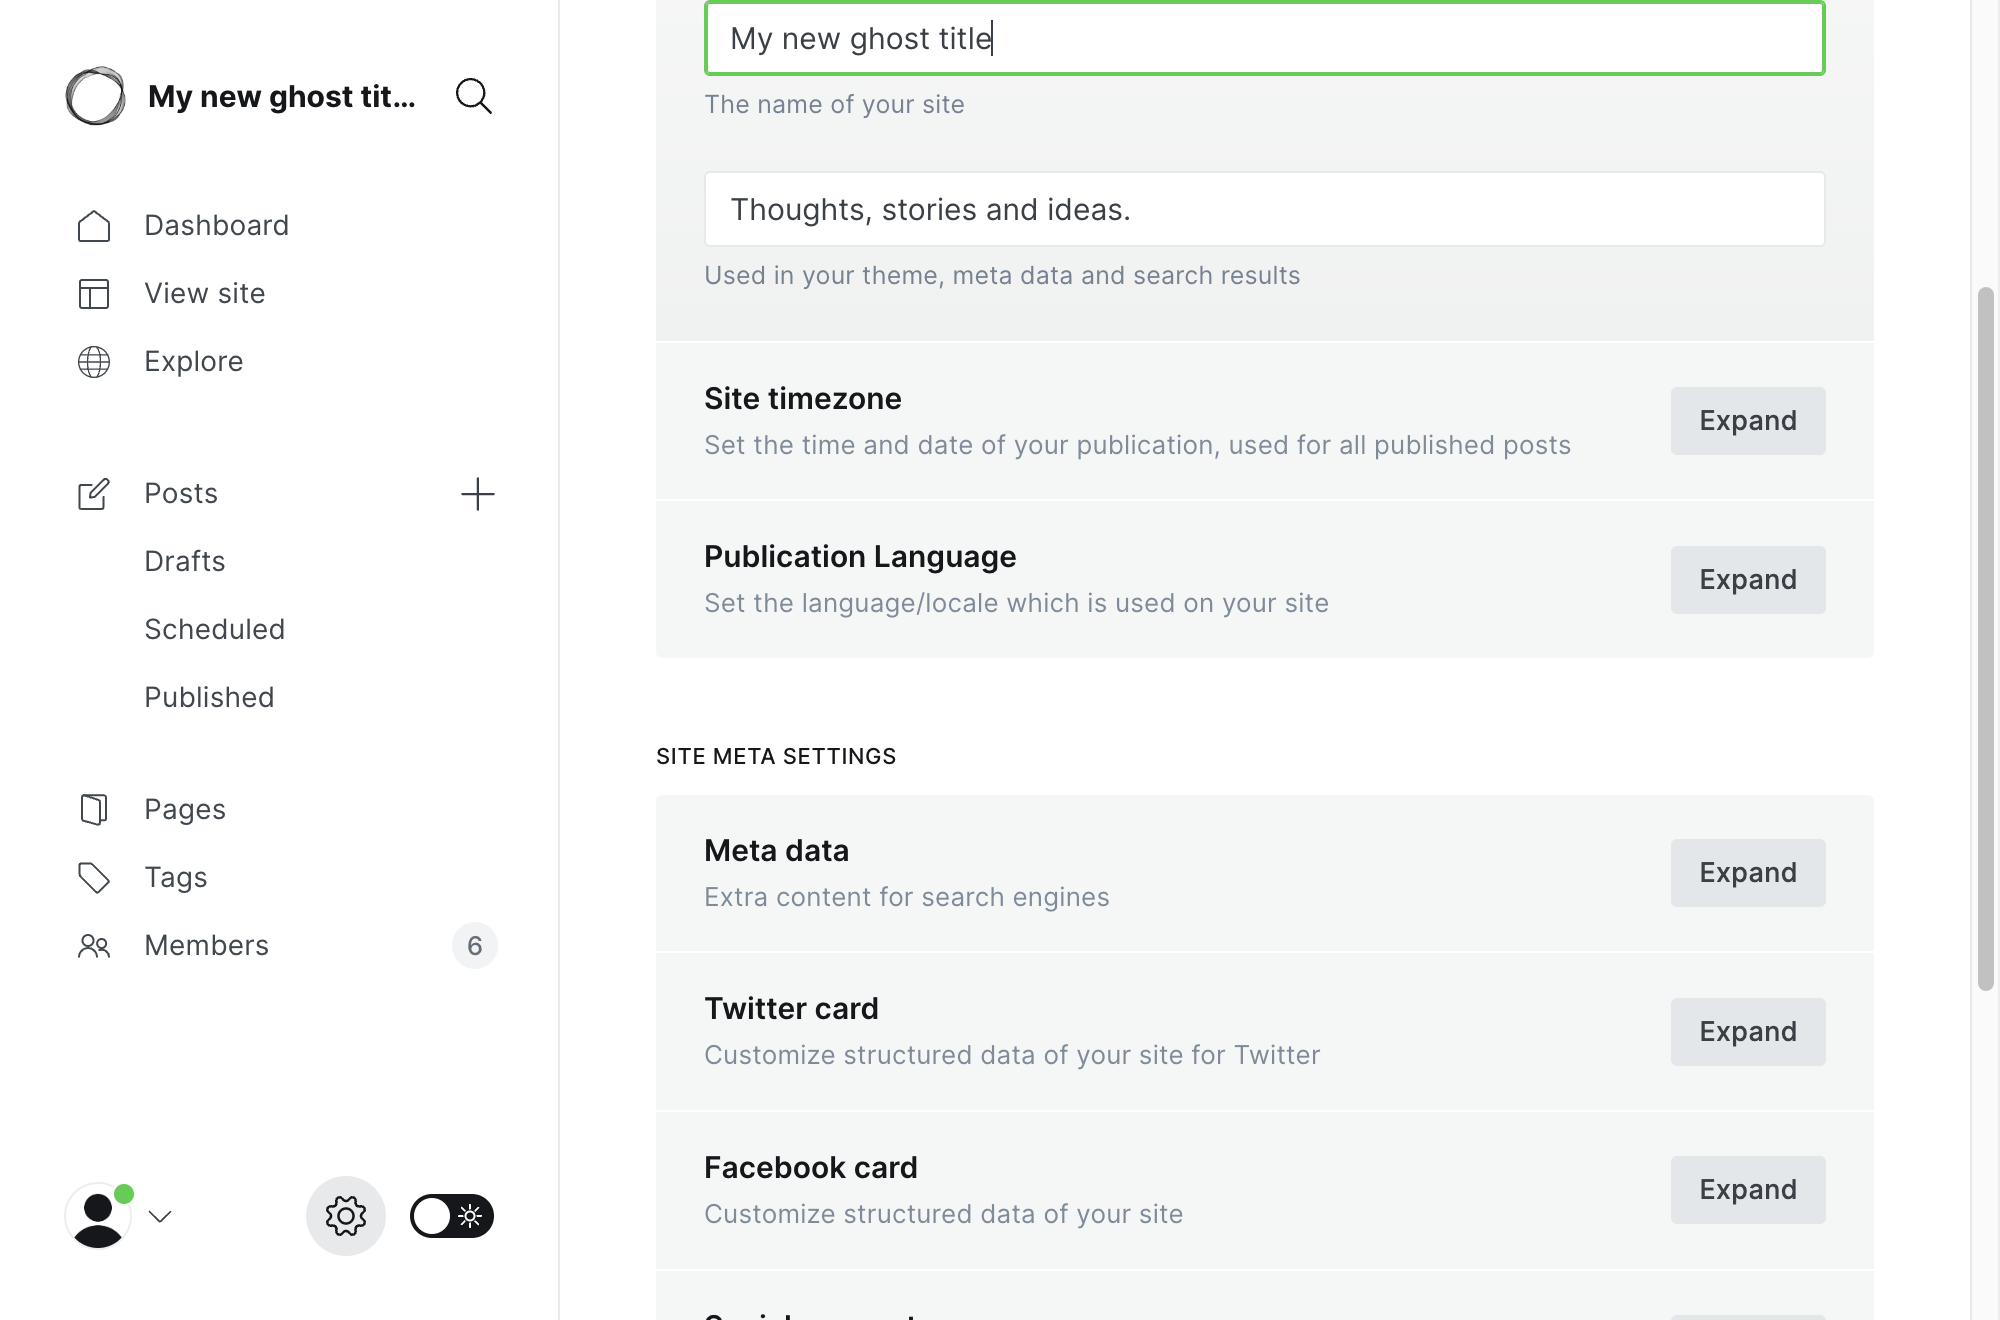 My new ghost tit...
Dashboard
View site
Explore
Posts
Drafts
Scheduled
Published
Pages
Tags
Members
6
My new ghost title
The name of your site
Thoughts, stories and ideas.
Used in your theme, meta data and search results
Site timezone
Set the time and date of your publication, used for all published posts
Expand
Publication Language
Set the language/locale which is used on your site
Expand
SITE META SETTINGS
Meta data
Extra content for search engines
Expand
Twitter card
Customize structured data of your site for Twitter
Expand
Facebook card
Customize structured data of your site
Expand